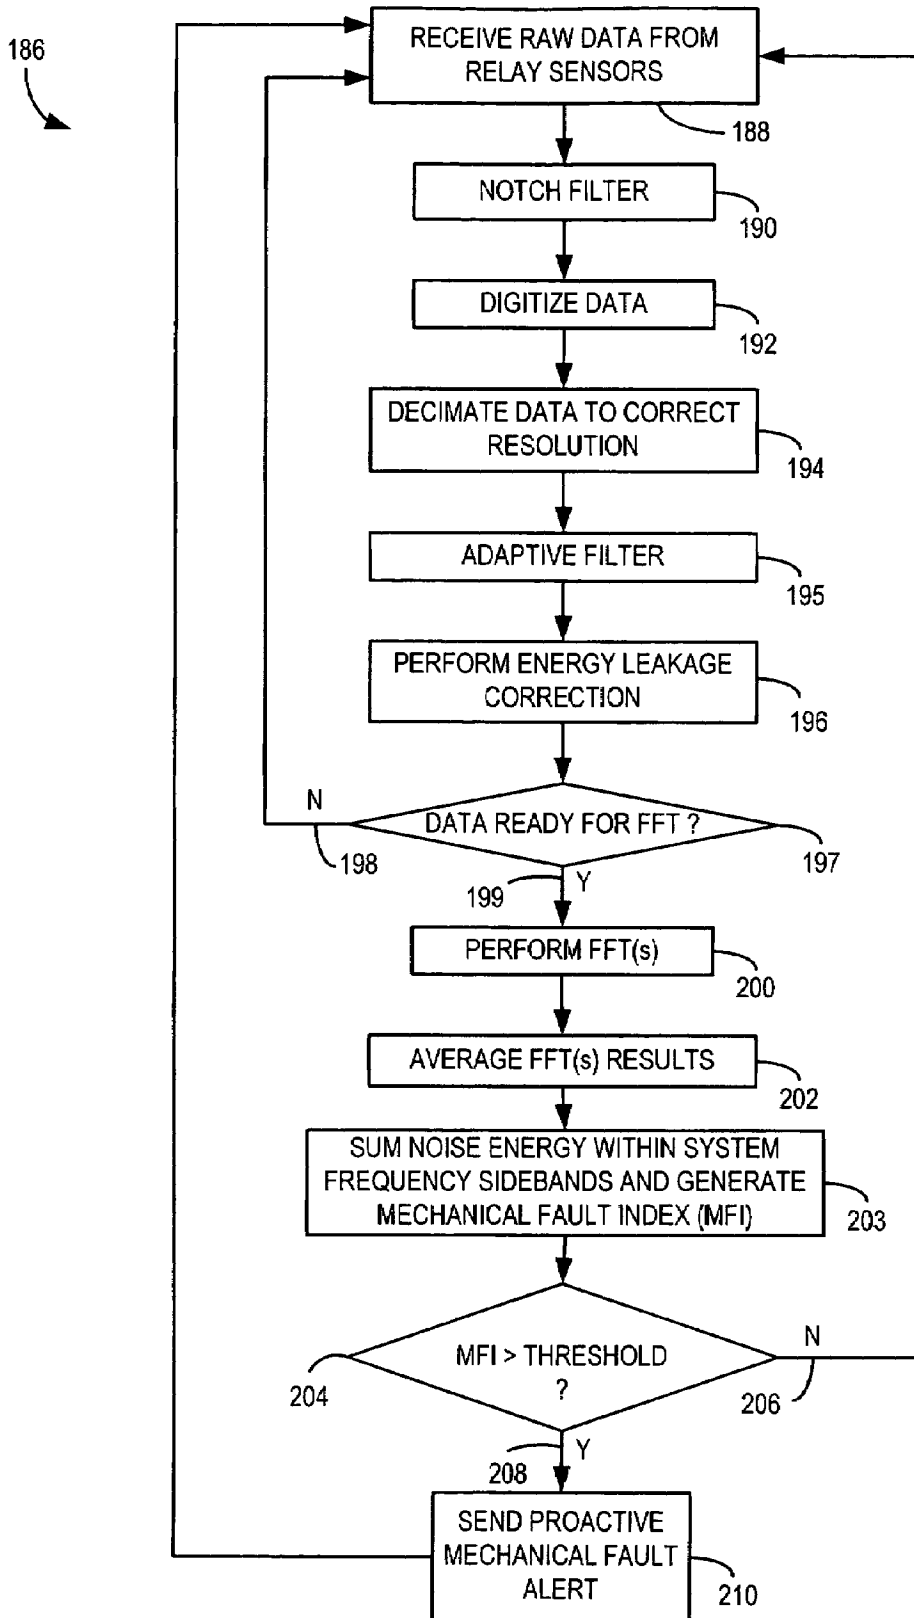 186
RECEIVE RAW DATA FROM
RELAY SENSORS
188
NOTCH FILTER
190
DIGITIZE DATA
192
DECIMATE DATA TO CORRECT
RESOLUTION
194
ADAPTIVE FILTER
195
PERFORM ENERGY LEAKAGE
CORRECTION
196
N
DATA READY FOR FFT ?
198
197
199
Y
PERFORM FFT(s)
200
AVERAGE FFT(s) RESULTS
202
SUM NOISE ENERGY WITHIN SYSTEM
FREQUENCY SIDEBANDS AND GENERATE
MECHANICAL FAULT INDEX (MFI)
203
MFI > THRESHOLD
?
N
204
206
Y
208
SEND PROACTIVE
MECHANICAL FAULT
ALERT
210